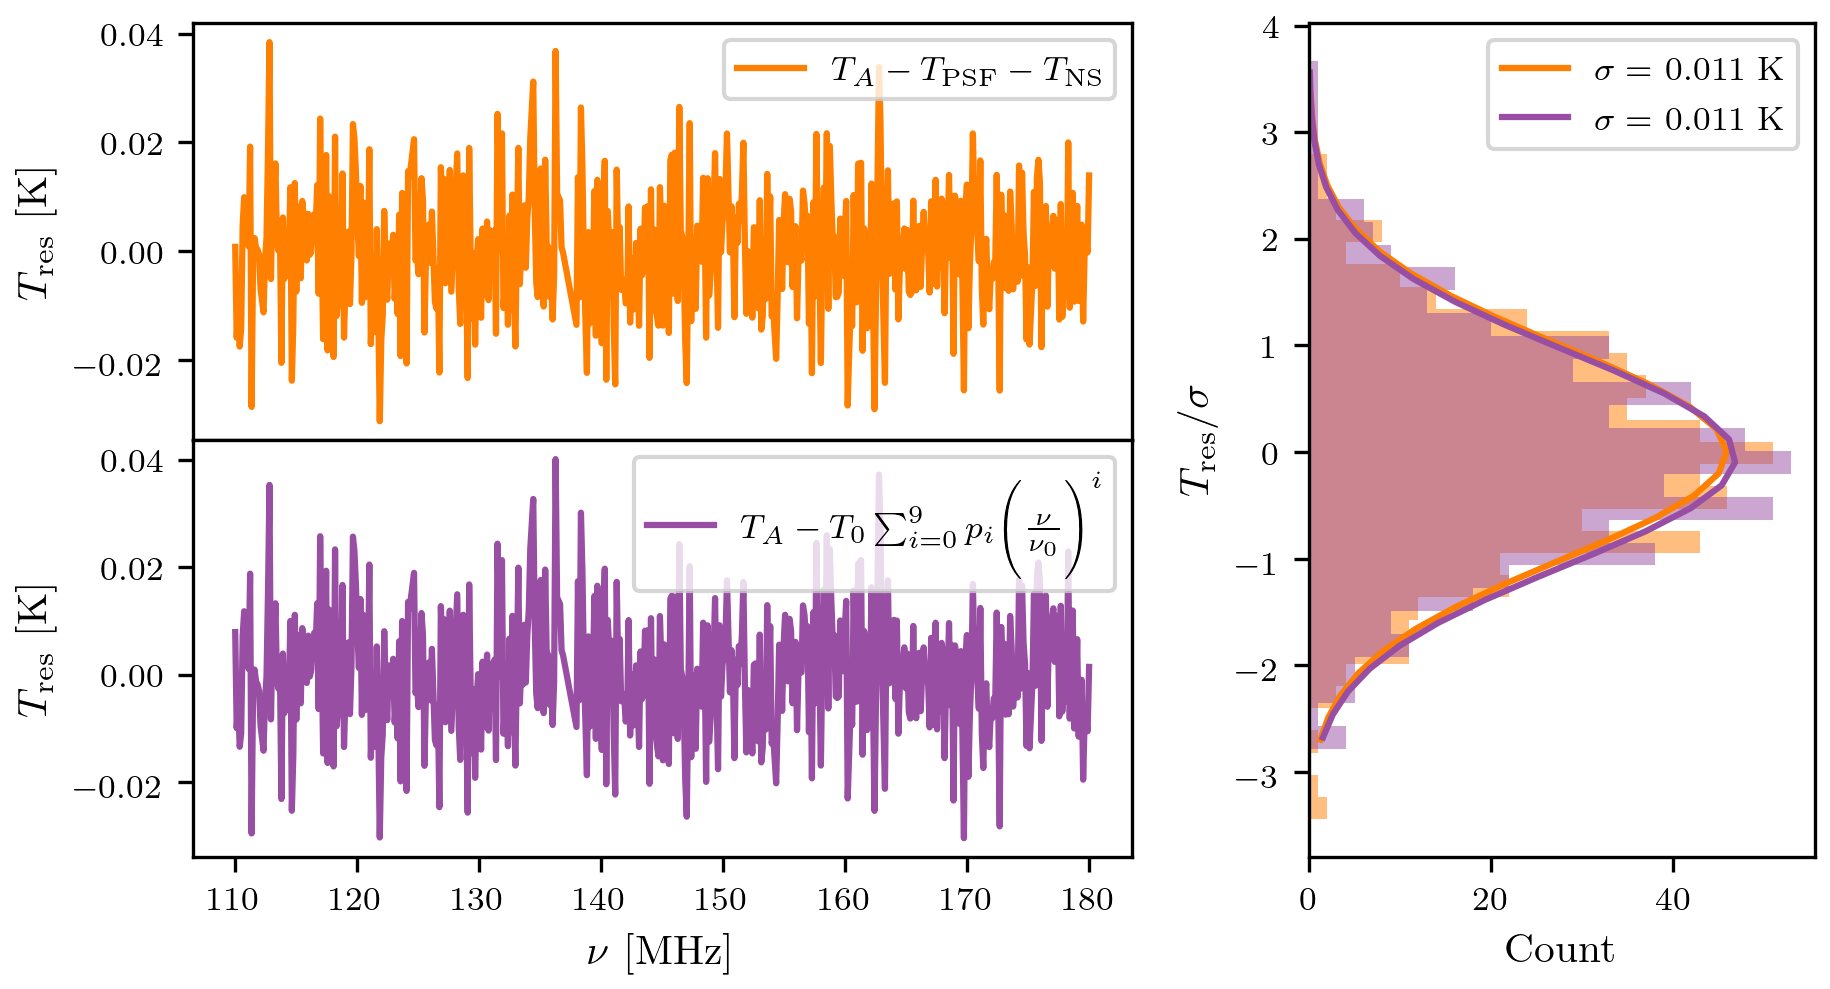 0.04
0.02
0.00
−0.02
T_res [K]
T_A − T_PSF − T_NS
0.04
0.02
0.00
−0.02
T_res [K]
T_A − T_0 ∑_{i=0}^{9} p_i (ν/ν_0)^i
110 120 130 140 150 160 170 180
ν [MHz]
4
3
2
1
0
−1
−2
−3
T_res/σ
σ = 0.011 K
σ = 0.011 K
0 20 40
Count